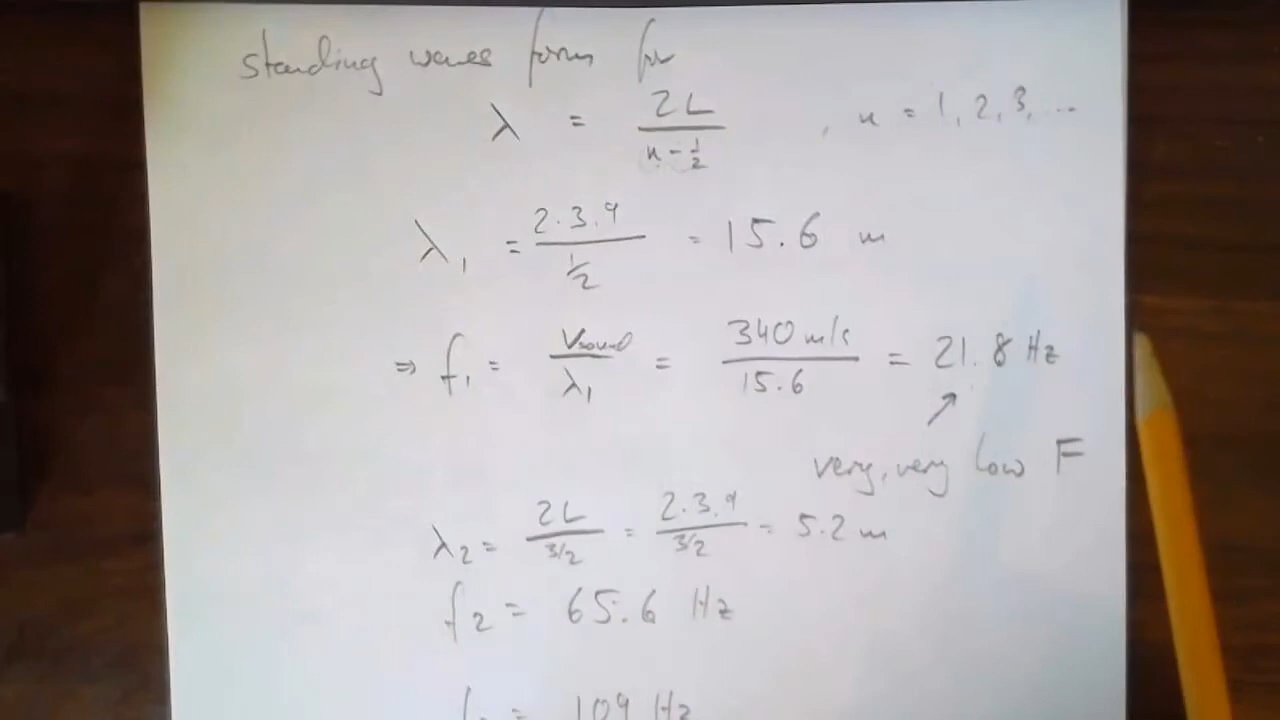 standing waves form for
λ = 2L / (n - 1/2) , n = 1, 2, 3, ...
λ₁ = 2·3.9 / (1/2) = 15.6 m
⇒ f₁ = Vsound / λ₁ = 340 m/s / 15.6 = 21.8 Hz
↗
very, very low F
λ₂ = 2L / (3/2) = 2·3.9 / (3/2) = 5.2 m
f₂ = 65.6 Hz
= 109 Hz